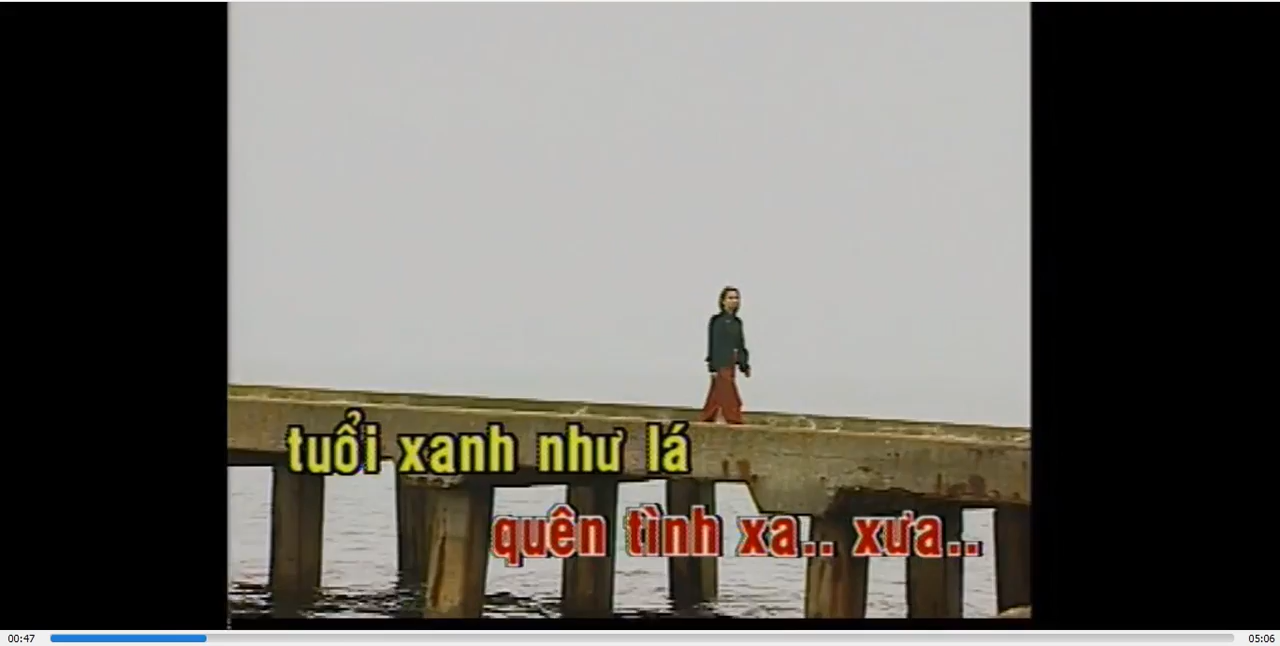 tuổi xanh như lá
quên tình xa.. xưa..
00:47
05:06